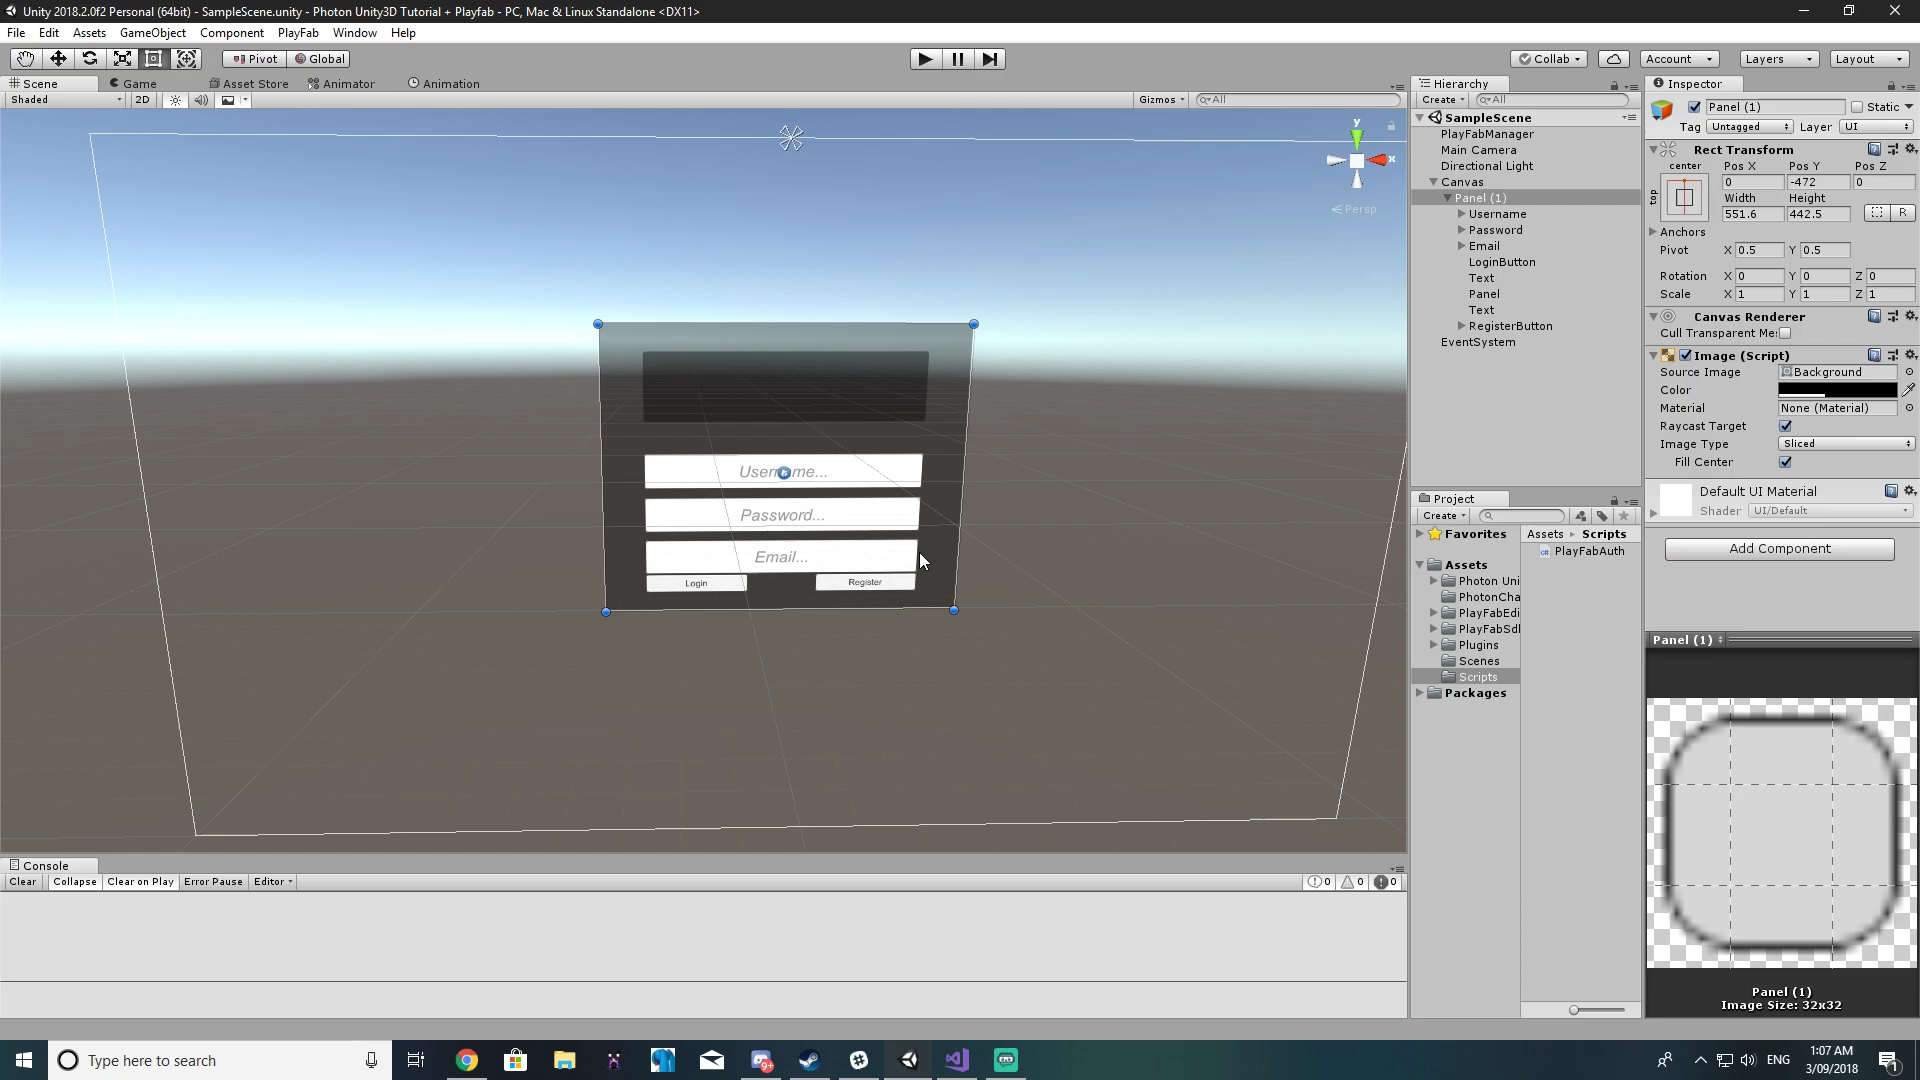 Unity 2018.2.0f2 Personal (64bit) - SampleScene.unity - Photon Unity3D Tutorial + Playfab - PC, Mac & Linux Standalone <DX11>
File Edit Assets GameObject Component PlayFab Window Help
Pivot Global Collab Account Layers Layout
Scene Game Asset Store Animator Animation
Shaded 2D Gizmos All
y
x
Persp
Username...
Password...
Email...
Login Register
Console
Clear Collapse Clear on Play Error Pause Editor 0 0 0
Hierarchy
Create All
SampleScene
PlayFabManager
Main Camera
Directional Light
Canvas
Panel (1)
Username
Password
Email
LoginButton
Text
Panel
Text
RegisterButton
EventSystem
Project
Create
Favorites
Assets
Photon Uni
PhotonCha
PlayFabEdi
PlayFabSdl
Plugins
Scenes
Scripts
Packages
Assets Scripts
PlayFabAuth
Inspector
Panel (1) Static
Tag Untagged Layer UI
Rect Transform
center Pos X Pos Y Pos Z
top 0 -472 0
Width Height
551.6 442.5 R
Anchors
Pivot X 0.5 Y 0.5
Rotation X 0 Y 0 Z 0
Scale X 1 Y 1 Z 1
Canvas Renderer
Cull Transparent Me:
Image (Script)
Source Image Background
Color
Material None (Material)
Raycast Target
Image Type Sliced
Fill Center
Default UI Material
Shader UI/Default
Add Component
Panel (1)
Panel (1)
Image Size: 32x32
Type here to search
9+
ENG
1:07 AM
3/09/2018
1